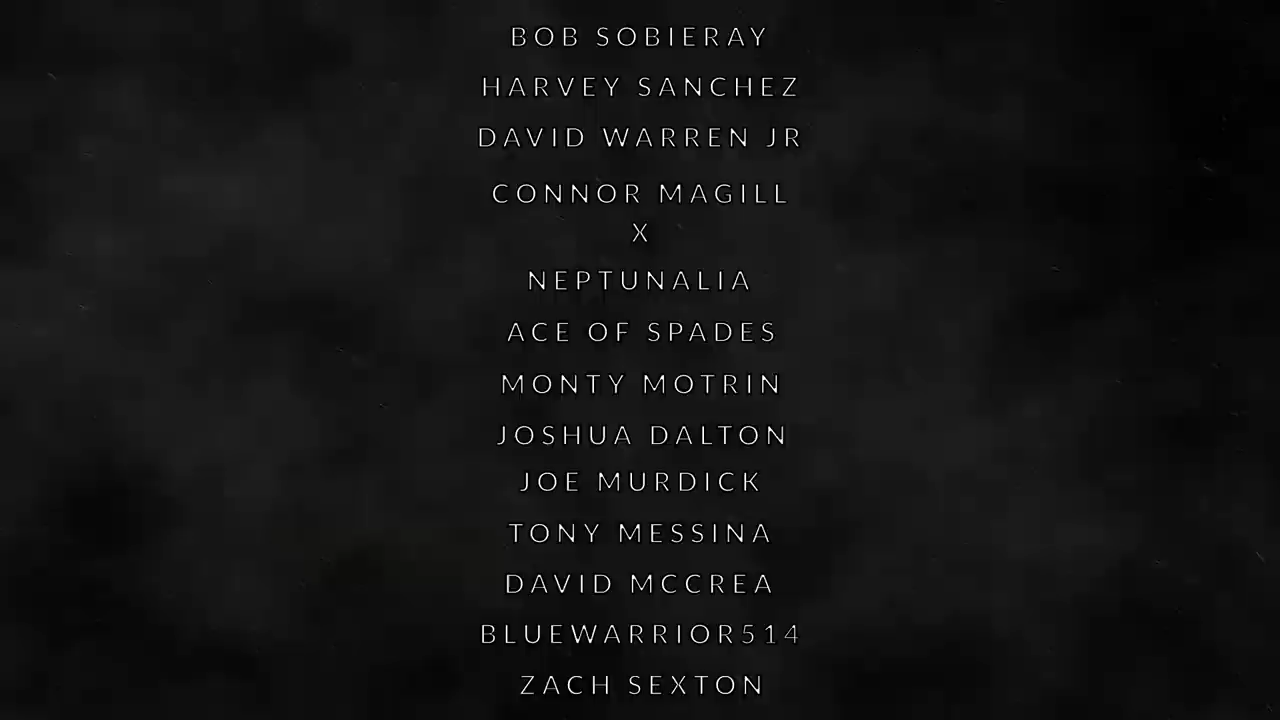 BOB SOBIERAY
HARVEY SANCHEZ
DAVID WARREN JR
CONNOR MAGILL
X
NEPTUNALIA
ACE OF SPADES
MONTY MOTRIN
JOSHUA DALTON
JOE MURDICK
TONY MESSINA
DAVID MCCREA
BLUEWARRIOR514
ZACH SEXTON